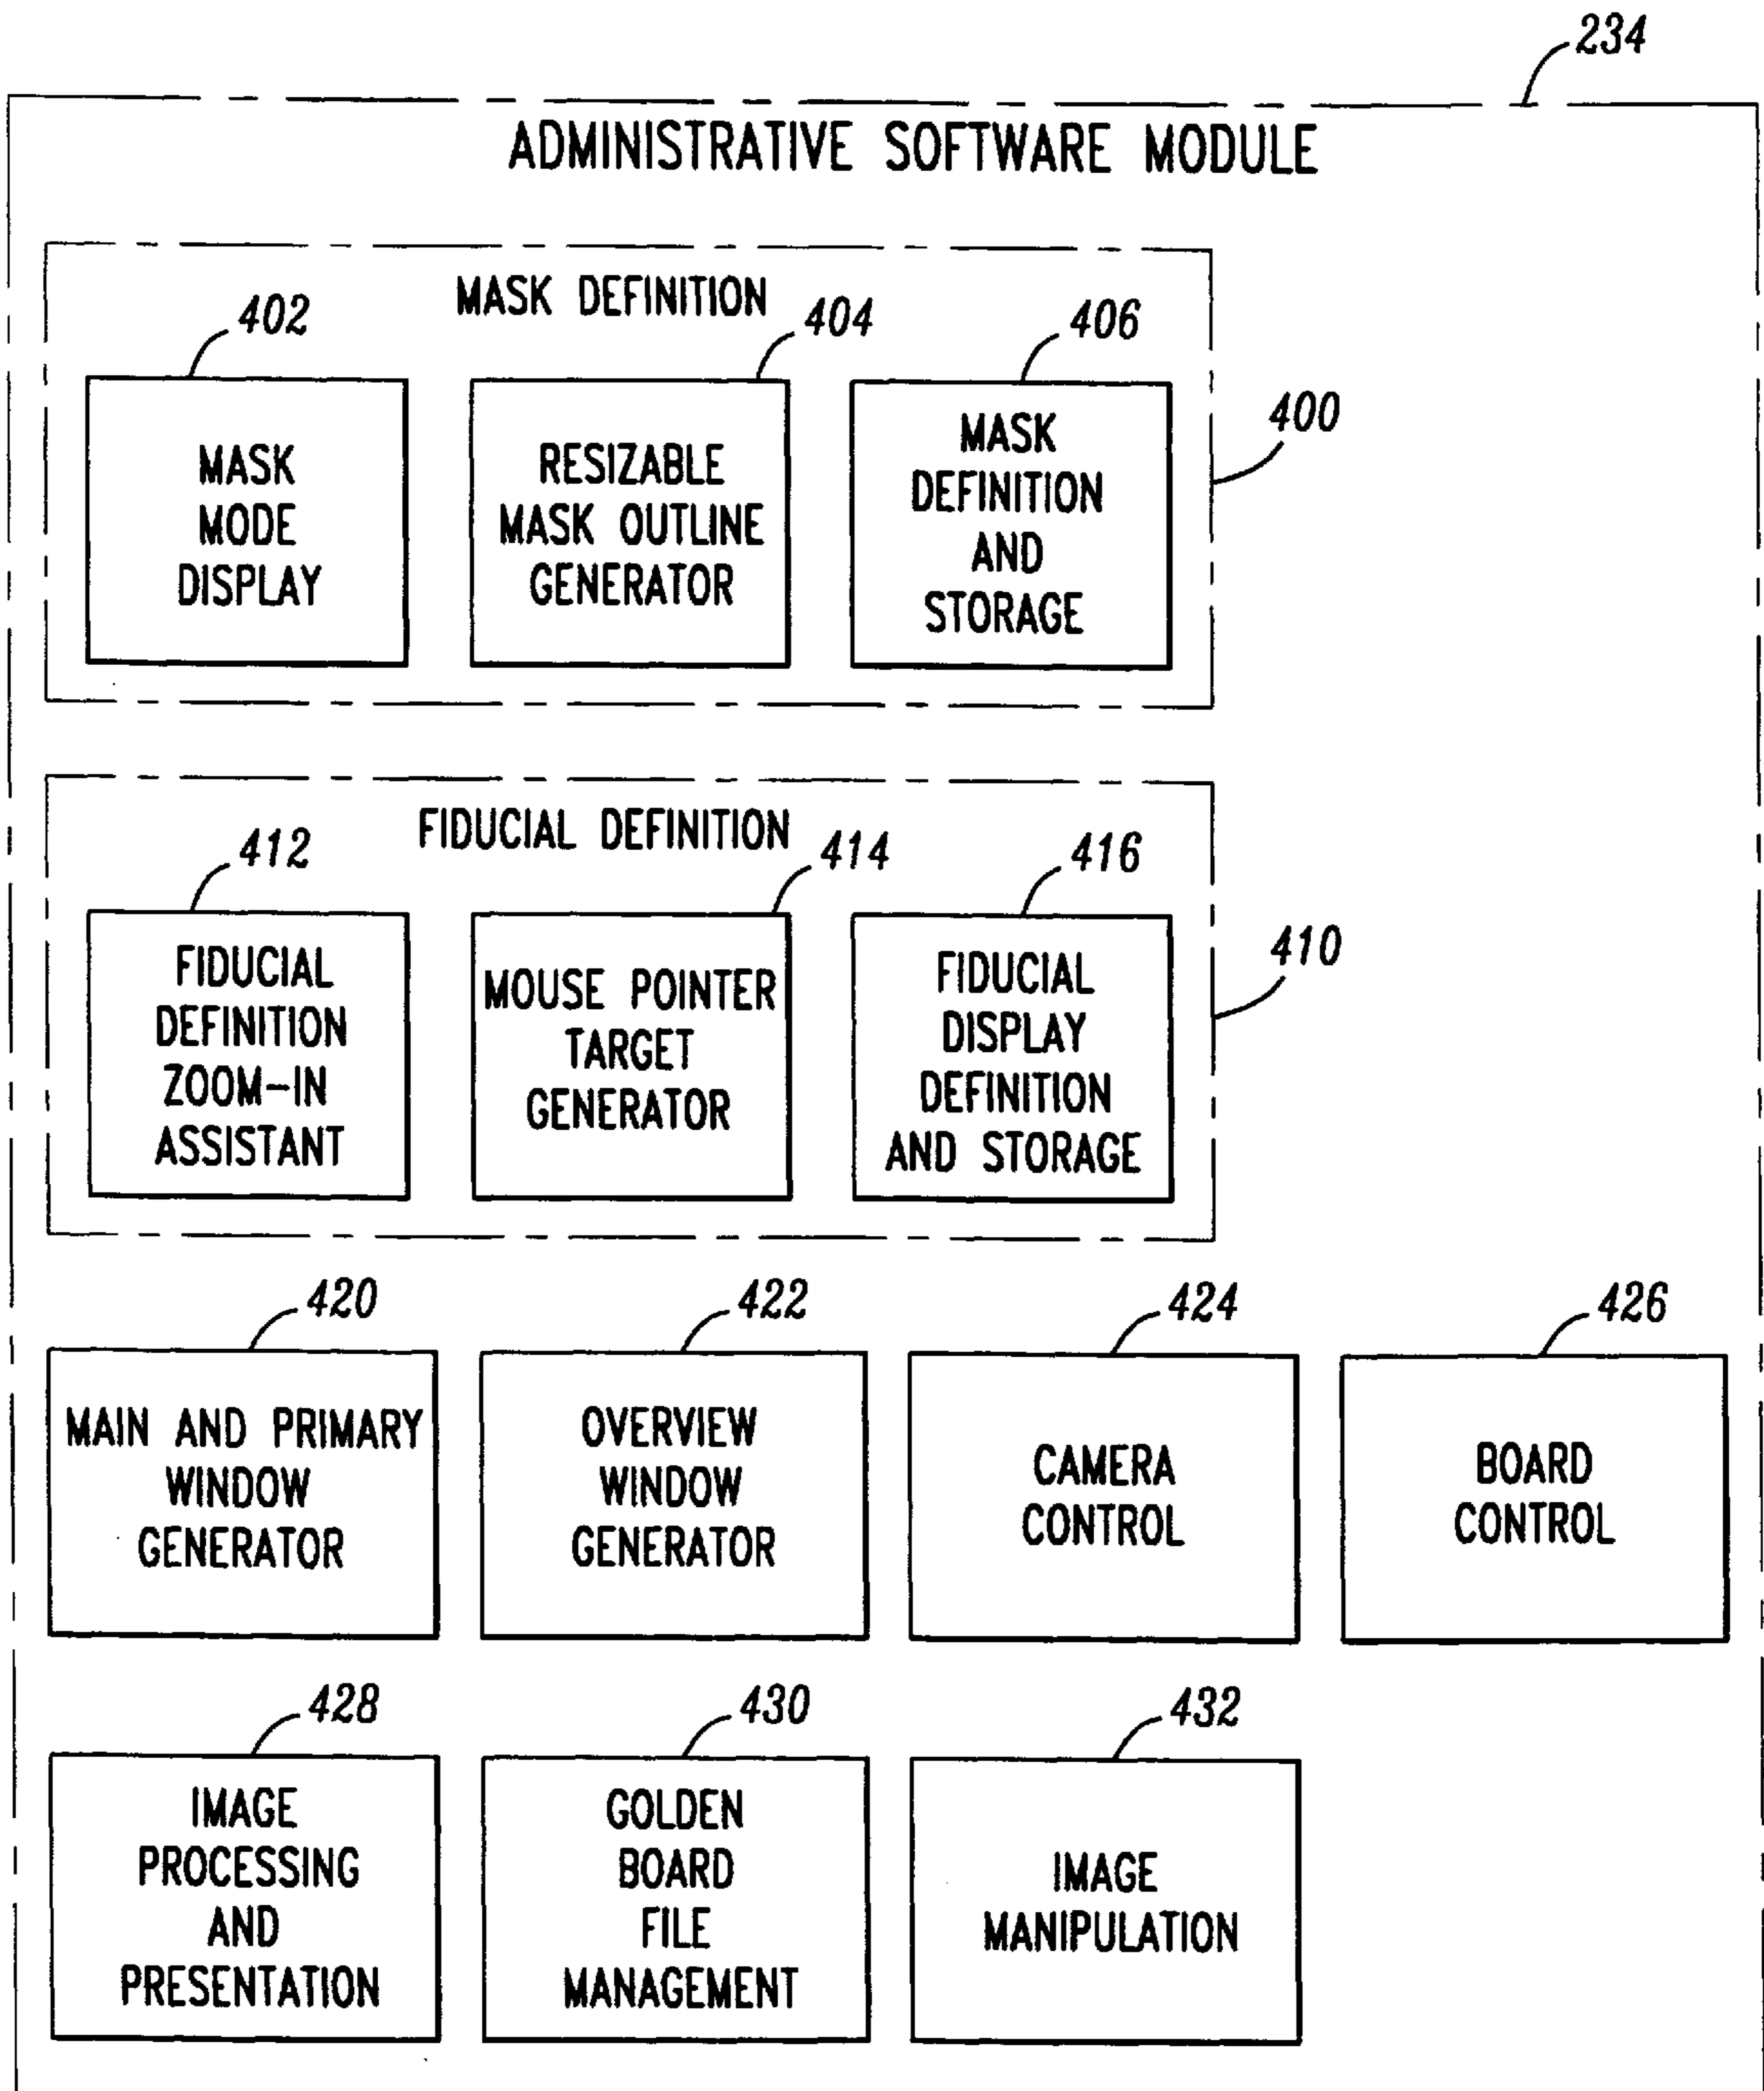 234
ADMINISTRATIVE SOFTWARE MODULE
MASK DEFINITION
402
404
406
400
MASK
MODE
DISPLAY
RESIZABLE
MASK OUTLINE
GENERATOR
MASK
DEFINITION
AND
STORAGE
FIDUCIAL DEFINITION
412
414
416
410
FIDUCIAL
DEFINITION
ZOOM-IN
ASSISTANT
MOUSE POINTER
TARGET
GENERATOR
FIDUCIAL
DISPLAY
DEFINITION
AND STORAGE
420
422
424
426
MAIN AND PRIMARY
WINDOW
GENERATOR
OVERVIEW
WINDOW
GENERATOR
CAMERA
CONTROL
BOARD
CONTROL
428
430
432
IMAGE
PROCESSING
AND
PRESENTATION
GOLDEN
BOARD
FILE
MANAGEMENT
IMAGE
MANIPULATION